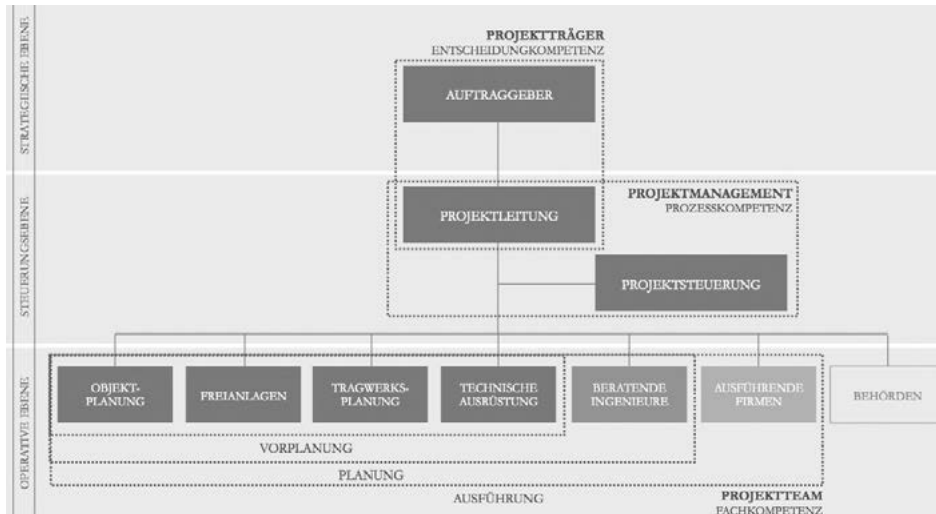 STRATEGISCHE EBENE
PROJEKTTRÄGER
ENTSCHEIDUNGKOMPETENZ
AUFTRAGGEBER
STEUERUNGSEBENE
PROJEKTMANAGEMENT
PROZESSKOMPETENZ
PROJEKTLEITUNG
PROJEKTSTEUERUNG
OPERATIVE EBENE
OBJEKT-
PLANUNG
FREIANLAGEN
TRAGWERKS-
PLANUNG
TECHNISCHE
AUSRÜSTUNG
BERATENDE
INGENIEURE
AUSFÜHRENDE
FIRMEN
BEHÖRDEN
VORPLANUNG
PLANUNG
AUSFÜHRUNG
PROJEKTTEAM
FACHKOMPETENZ